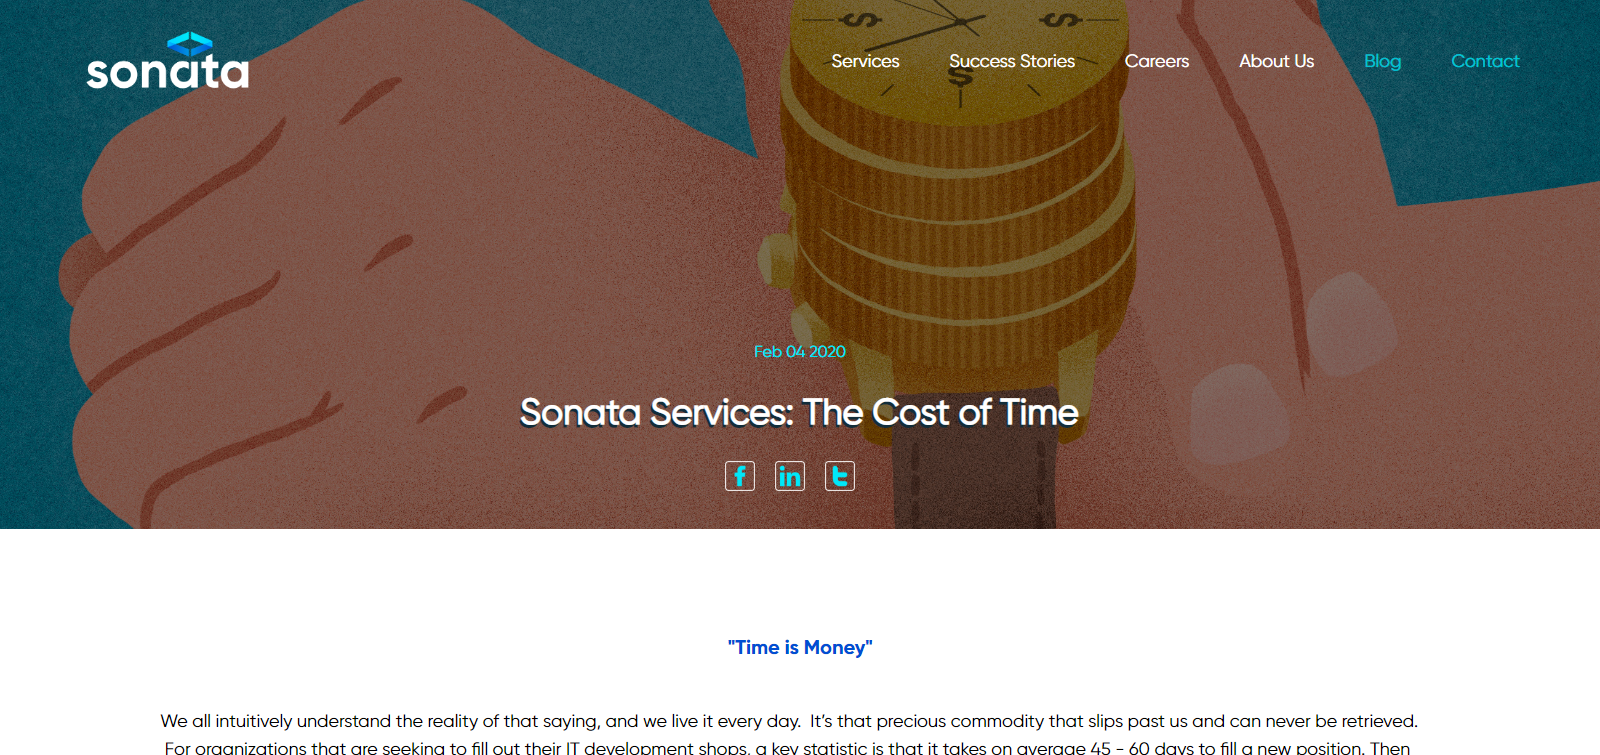 sonata
Services Success Stories Careers About Us Blog Contact
Feb 04 2020
Sonata Services: The Cost of Time
"Time is Money"
We all intuitively understand the reality of that saying, and we live it every day.  It’s that precious commodity that slips past us and can never be retrieved.
For organizations that are seeking to fill out their IT development shops, a key statistic is that it takes on average 45 - 60 days to fill a new position. Then